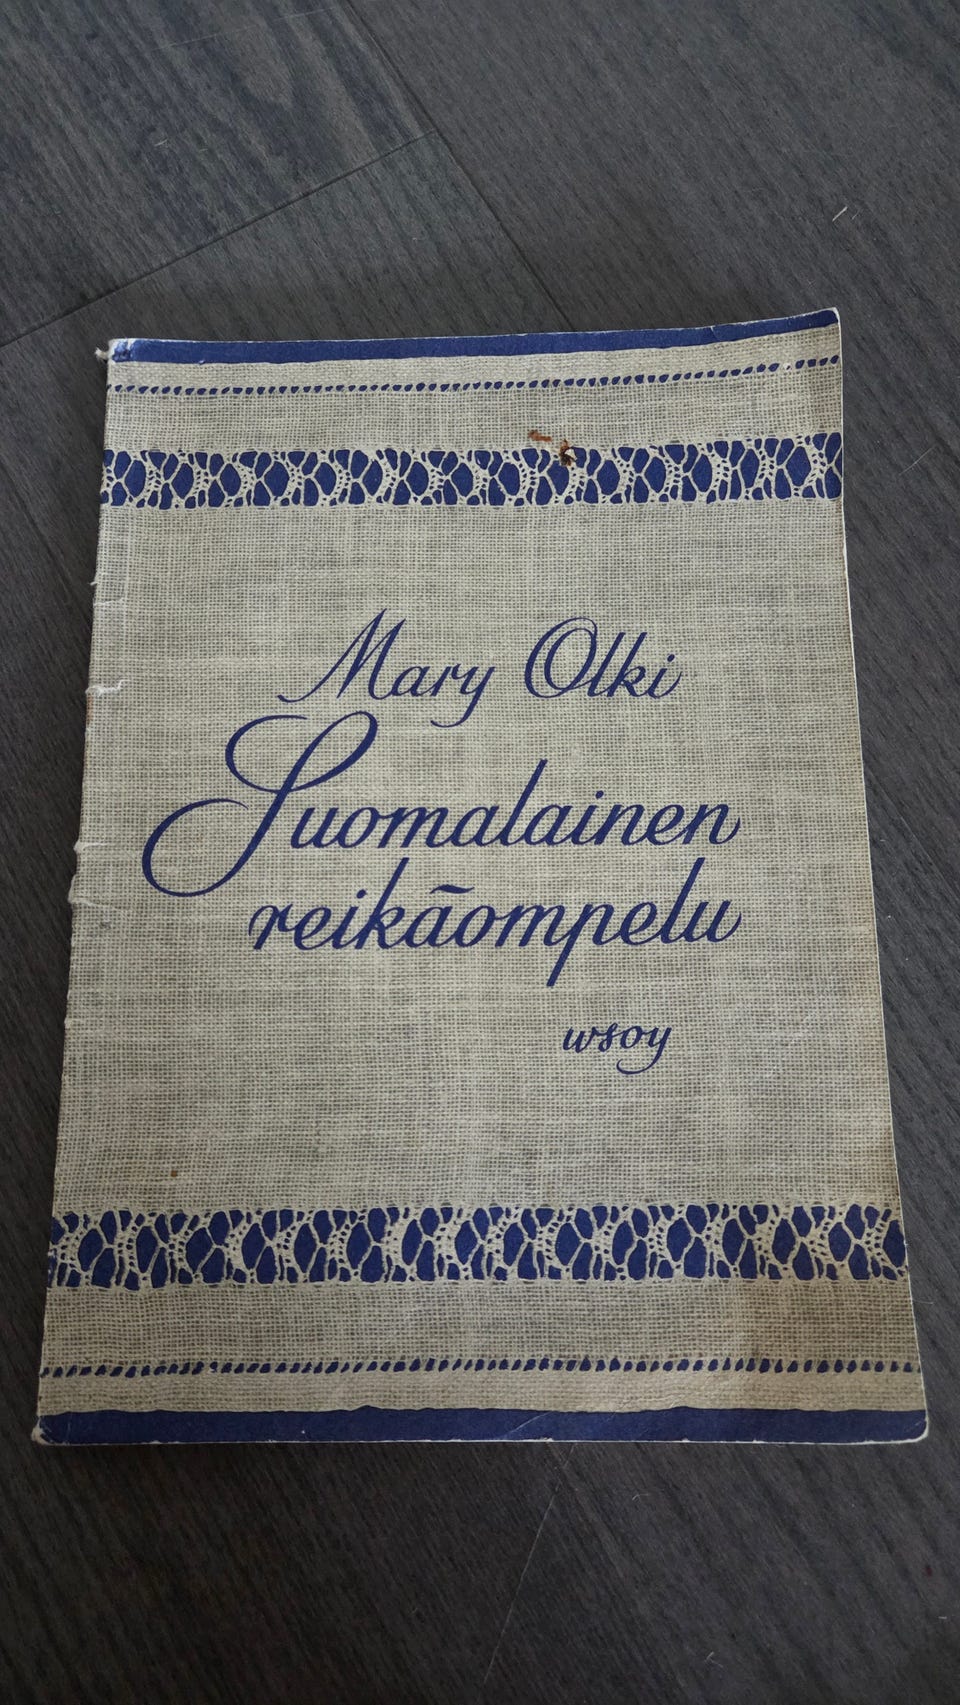 Mary Olki
Suomalainen
reikäompelu
wsoy